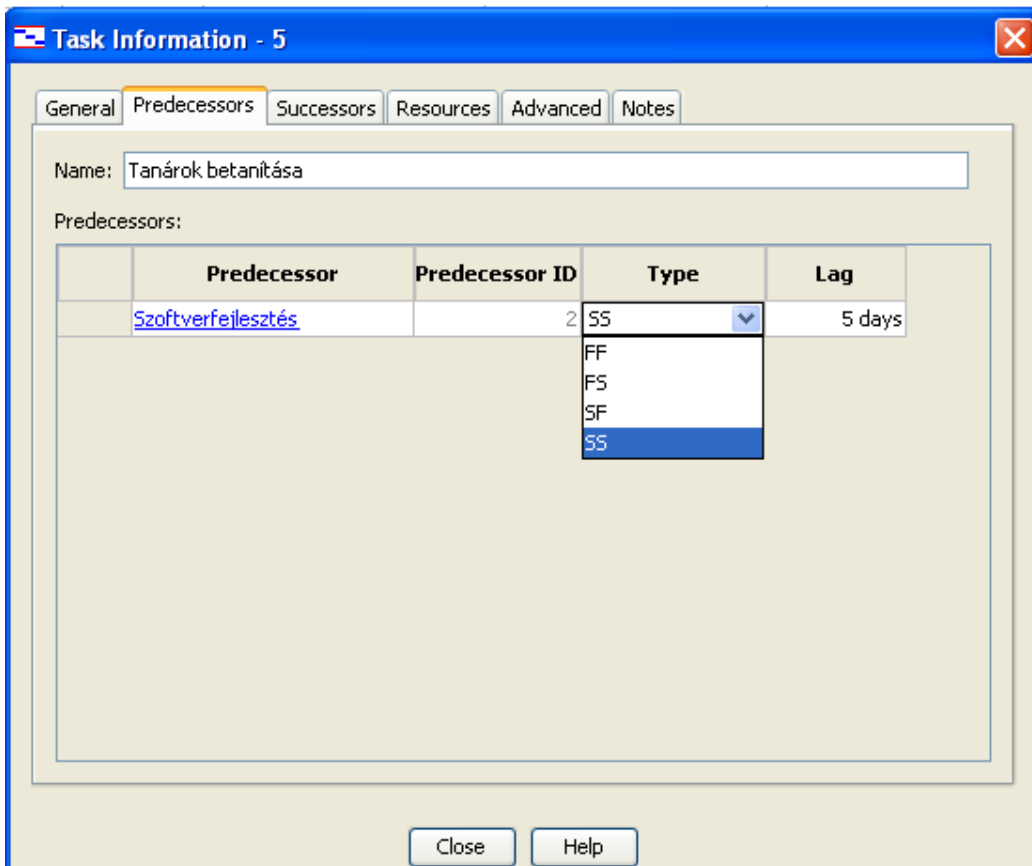 Task Information - 5
General Predecessors Successors Resources Advanced Notes
Name: Tanárok betanítása
Predecessors:
Predecessor Predecessor ID Type Lag
Szoftverfejlesztés 2 SS 5 days
FF
FS
SF
SS
Close Help